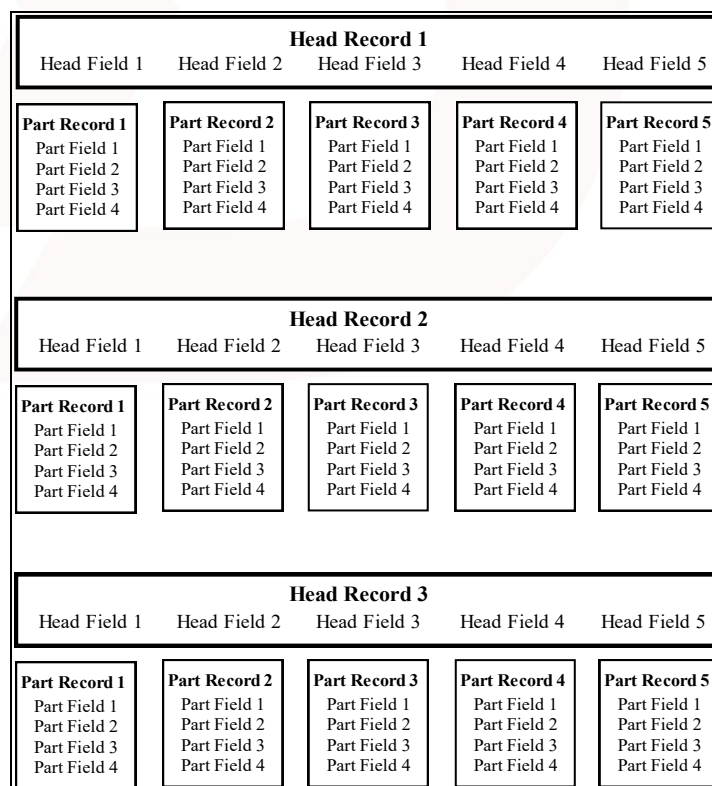 Head Record 1
Head Field 1 Head Field 2 Head Field 3 Head Field 4 Head Field 5
Part Record 1 Part Record 2 Part Record 3 Part Record 4 Part Record 5
Part Field 1 Part Field 1 Part Field 1 Part Field 1 Part Field 1
Part Field 2 Part Field 2 Part Field 2 Part Field 2 Part Field 2
Part Field 3 Part Field 3 Part Field 3 Part Field 3 Part Field 3
Part Field 4 Part Field 4 Part Field 4 Part Field 4 Part Field 4
Head Record 2
Head Field 1 Head Field 2 Head Field 3 Head Field 4 Head Field 5
Part Record 1 Part Record 2 Part Record 3 Part Record 4 Part Record 5
Part Field 1 Part Field 1 Part Field 1 Part Field 1 Part Field 1
Part Field 2 Part Field 2 Part Field 2 Part Field 2 Part Field 2
Part Field 3 Part Field 3 Part Field 3 Part Field 3 Part Field 3
Part Field 4 Part Field 4 Part Field 4 Part Field 4 Part Field 4
Head Record 3
Head Field 1 Head Field 2 Head Field 3 Head Field 4 Head Field 5
Part Record 1 Part Record 2 Part Record 3 Part Record 4 Part Record 5
Part Field 1 Part Field 1 Part Field 1 Part Field 1 Part Field 1
Part Field 2 Part Field 2 Part Field 2 Part Field 2 Part Field 2
Part Field 3 Part Field 3 Part Field 3 Part Field 3 Part Field 3
Part Field 4 Part Field 4 Part Field 4 Part Field 4 Part Field 4